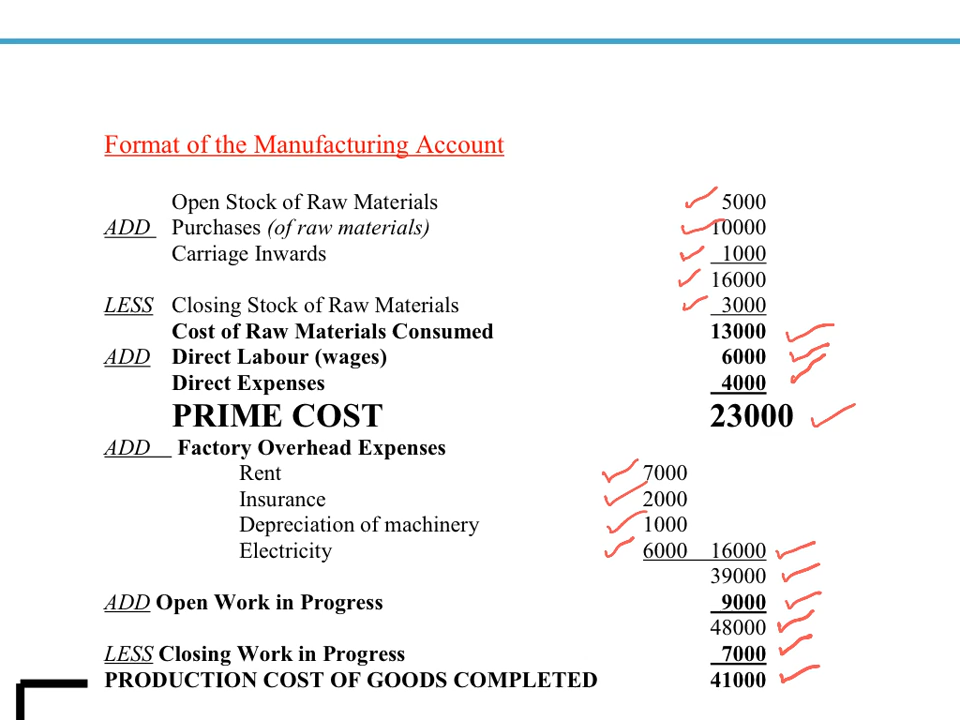 Format of the Manufacturing Account
Open Stock of Raw Materials 5000
ADD Purchases (of raw materials) 10000
Carriage Inwards 1000
16000
LESS Closing Stock of Raw Materials 3000
Cost of Raw Materials Consumed 13000
ADD Direct Labour (wages) 6000
Direct Expenses 4000
PRIME COST 23000
ADD Factory Overhead Expenses
Rent 7000
Insurance 2000
Depreciation of machinery 1000
Electricity 6000 16000
39000
ADD Open Work in Progress 9000
48000
LESS Closing Work in Progress 7000
PRODUCTION COST OF GOODS COMPLETED 41000